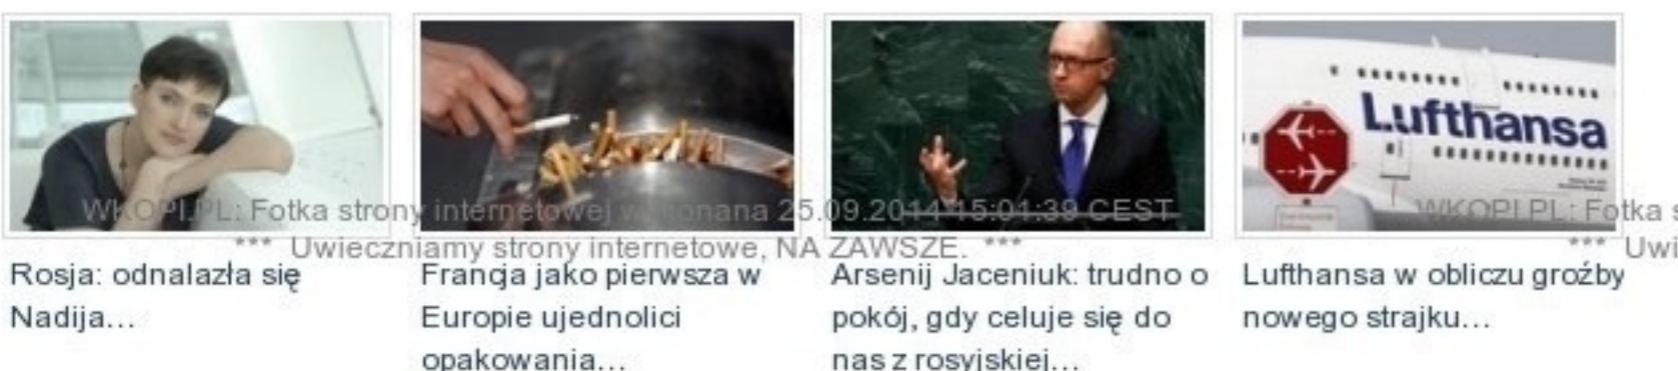 Lufthansa
WKOPI.PL: Fotka strony internetowej wykonana 25.09.2014 15:01:39 CEST
WKOPI.PL: Fotka s
*** Uwieczniamy strony internetowe, NA ZAWSZE. ***
*** Uwi
Rosja: odnalazła się
Nadija...
Francja jako pierwsza w
Europie ujednolici
opakowania...
Arsenij Jaceniuk: trudno o
pokój, gdy celuje się do
nas z rosyjskiej...
Lufthansa w obliczu groźby
nowego strajku...